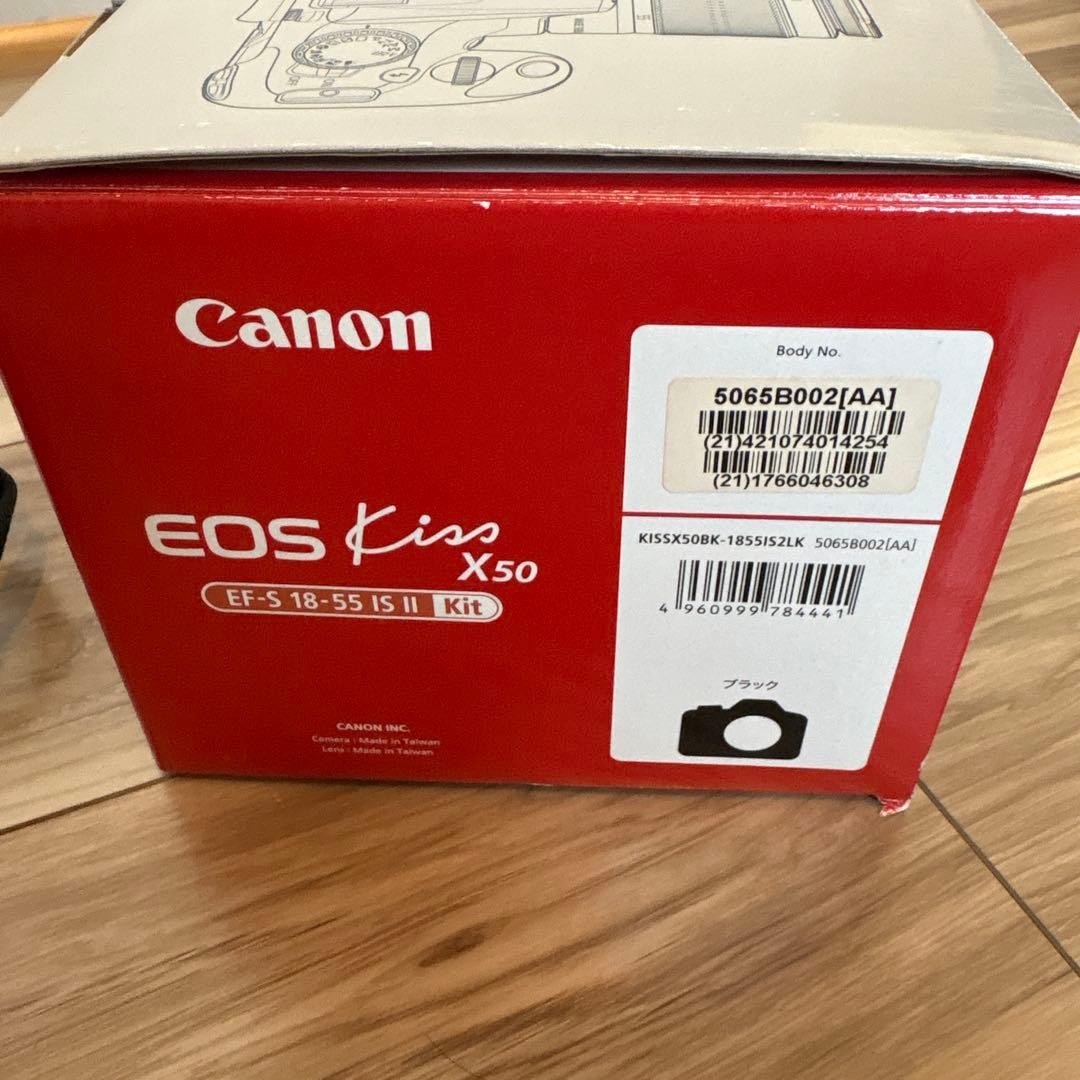 Canon
EOS Kiss
X50
EF-S 18-55 IS II Kit
CANON INC.
Camera : Made in Taiwan
Lens : Made in Taiwan
Body No.
5065B002[AA]
(21)421074014254
(21)1766046308
KISSX50BK-1855IS2LK 5065B002[AA]
4 960999 784441
ブラック